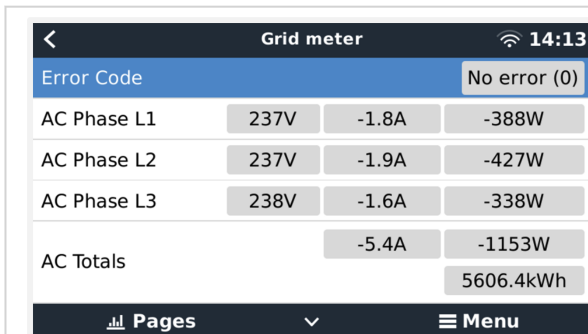 Grid meter 14:13
Error Code No error (0)
AC Phase L1 237V -1.8A -388W
AC Phase L2 237V -1.9A -427W
AC Phase L3 238V -1.6A -338W
AC Totals -5.4A -1153W
5606.4kWh
Pages Menu